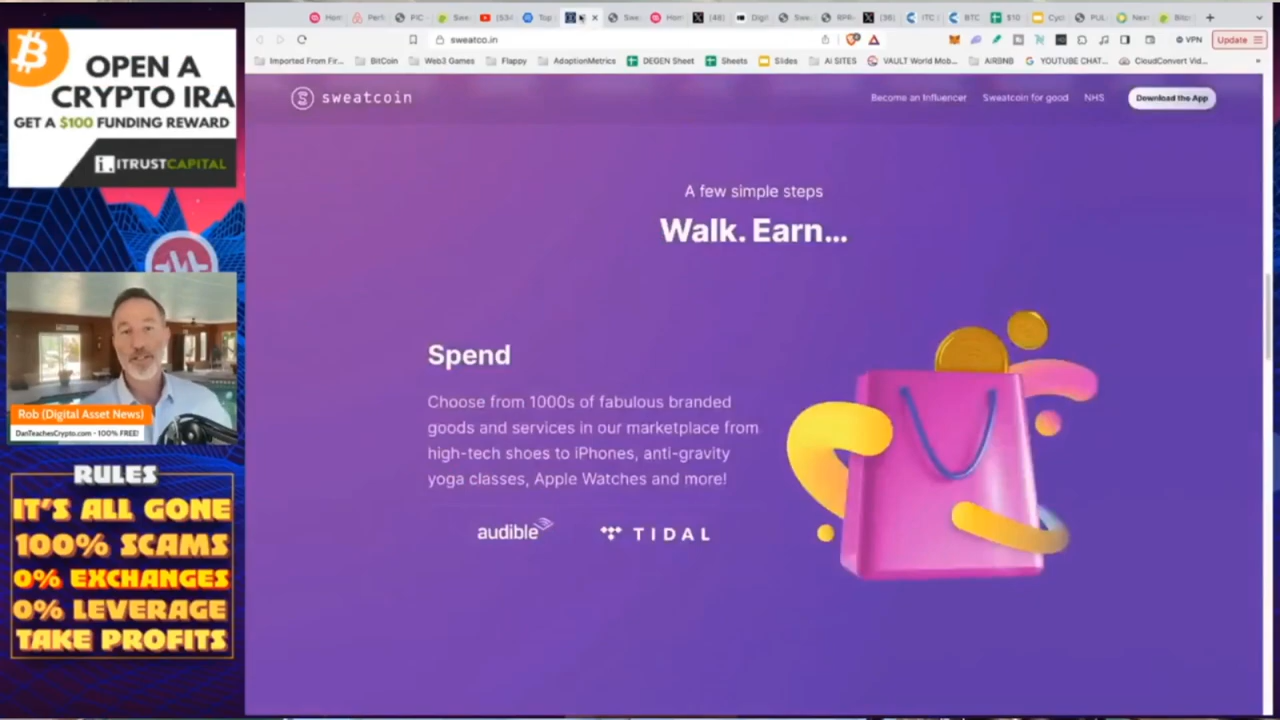 OPEN A
CRYPTO IRA
GET A $100 FUNDING REWARD
ITRUSTCAPITAL
Rob (Digital Asset News)
DanTeachesCrypto.com - 100% FREE!
RULES
IT'S ALL GONE
100% SCAMS
0% EXCHANGES
0% LEVERAGE
TAKE PROFITS
sweatco.in
VPN
Update
Imported From Fir...
BitCoin
Web3 Games
Flappy
AdoptionMetrics
DEGEN Sheet
Sheets
Slides
AI SITES
VAULT World Mob...
AIRBNB
YOUTUBE CHAT...
CloudConvert Vid...
sweatcoin
Become an Influencer
Sweatcoin for good
NHS
Download the App
A few simple steps
Walk. Earn...
Spend
Choose from 1000s of fabulous branded
goods and services in our marketplace from
high-tech shoes to iPhones, anti-gravity
yoga classes, Apple Watches and more!
audible
TIDAL